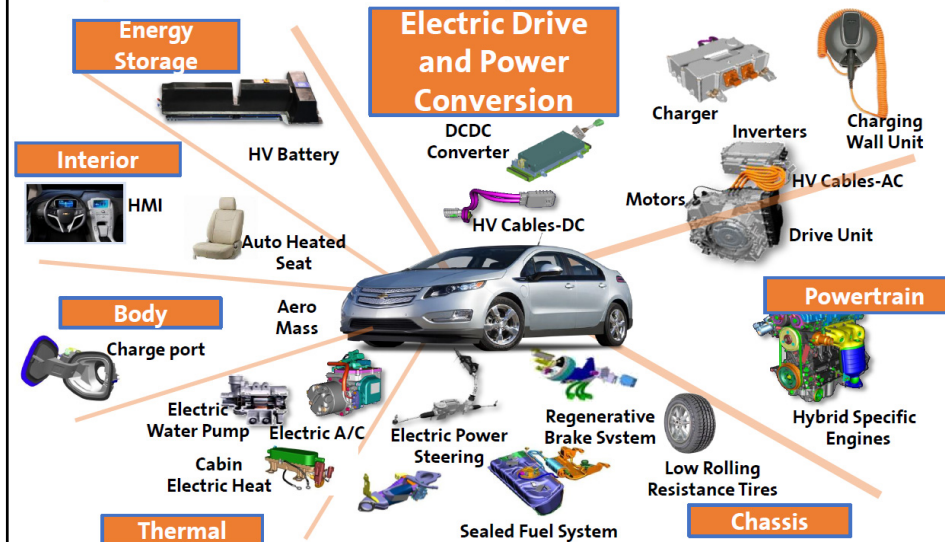 Energy
Storage
Electric Drive
and Power
Conversion
Charger
Charging
Wall Unit
HV Battery
DCDC
Converter
Inverters
HV Cables-AC
Interior
HMI
Auto Heated
Seat
HV Cables-DC
Motors
Drive Unit
Body
Charge port
Aero
Mass
Powertrain
Electric
Water Pump
Electric A/C
Electric Power
Steering
Regenerative
Brake Svstem
Hybrid Specific
Engines
Cabin
Electric Heat
Low Rolling
Resistance Tires
Thermal
Sealed Fuel System
Chassis